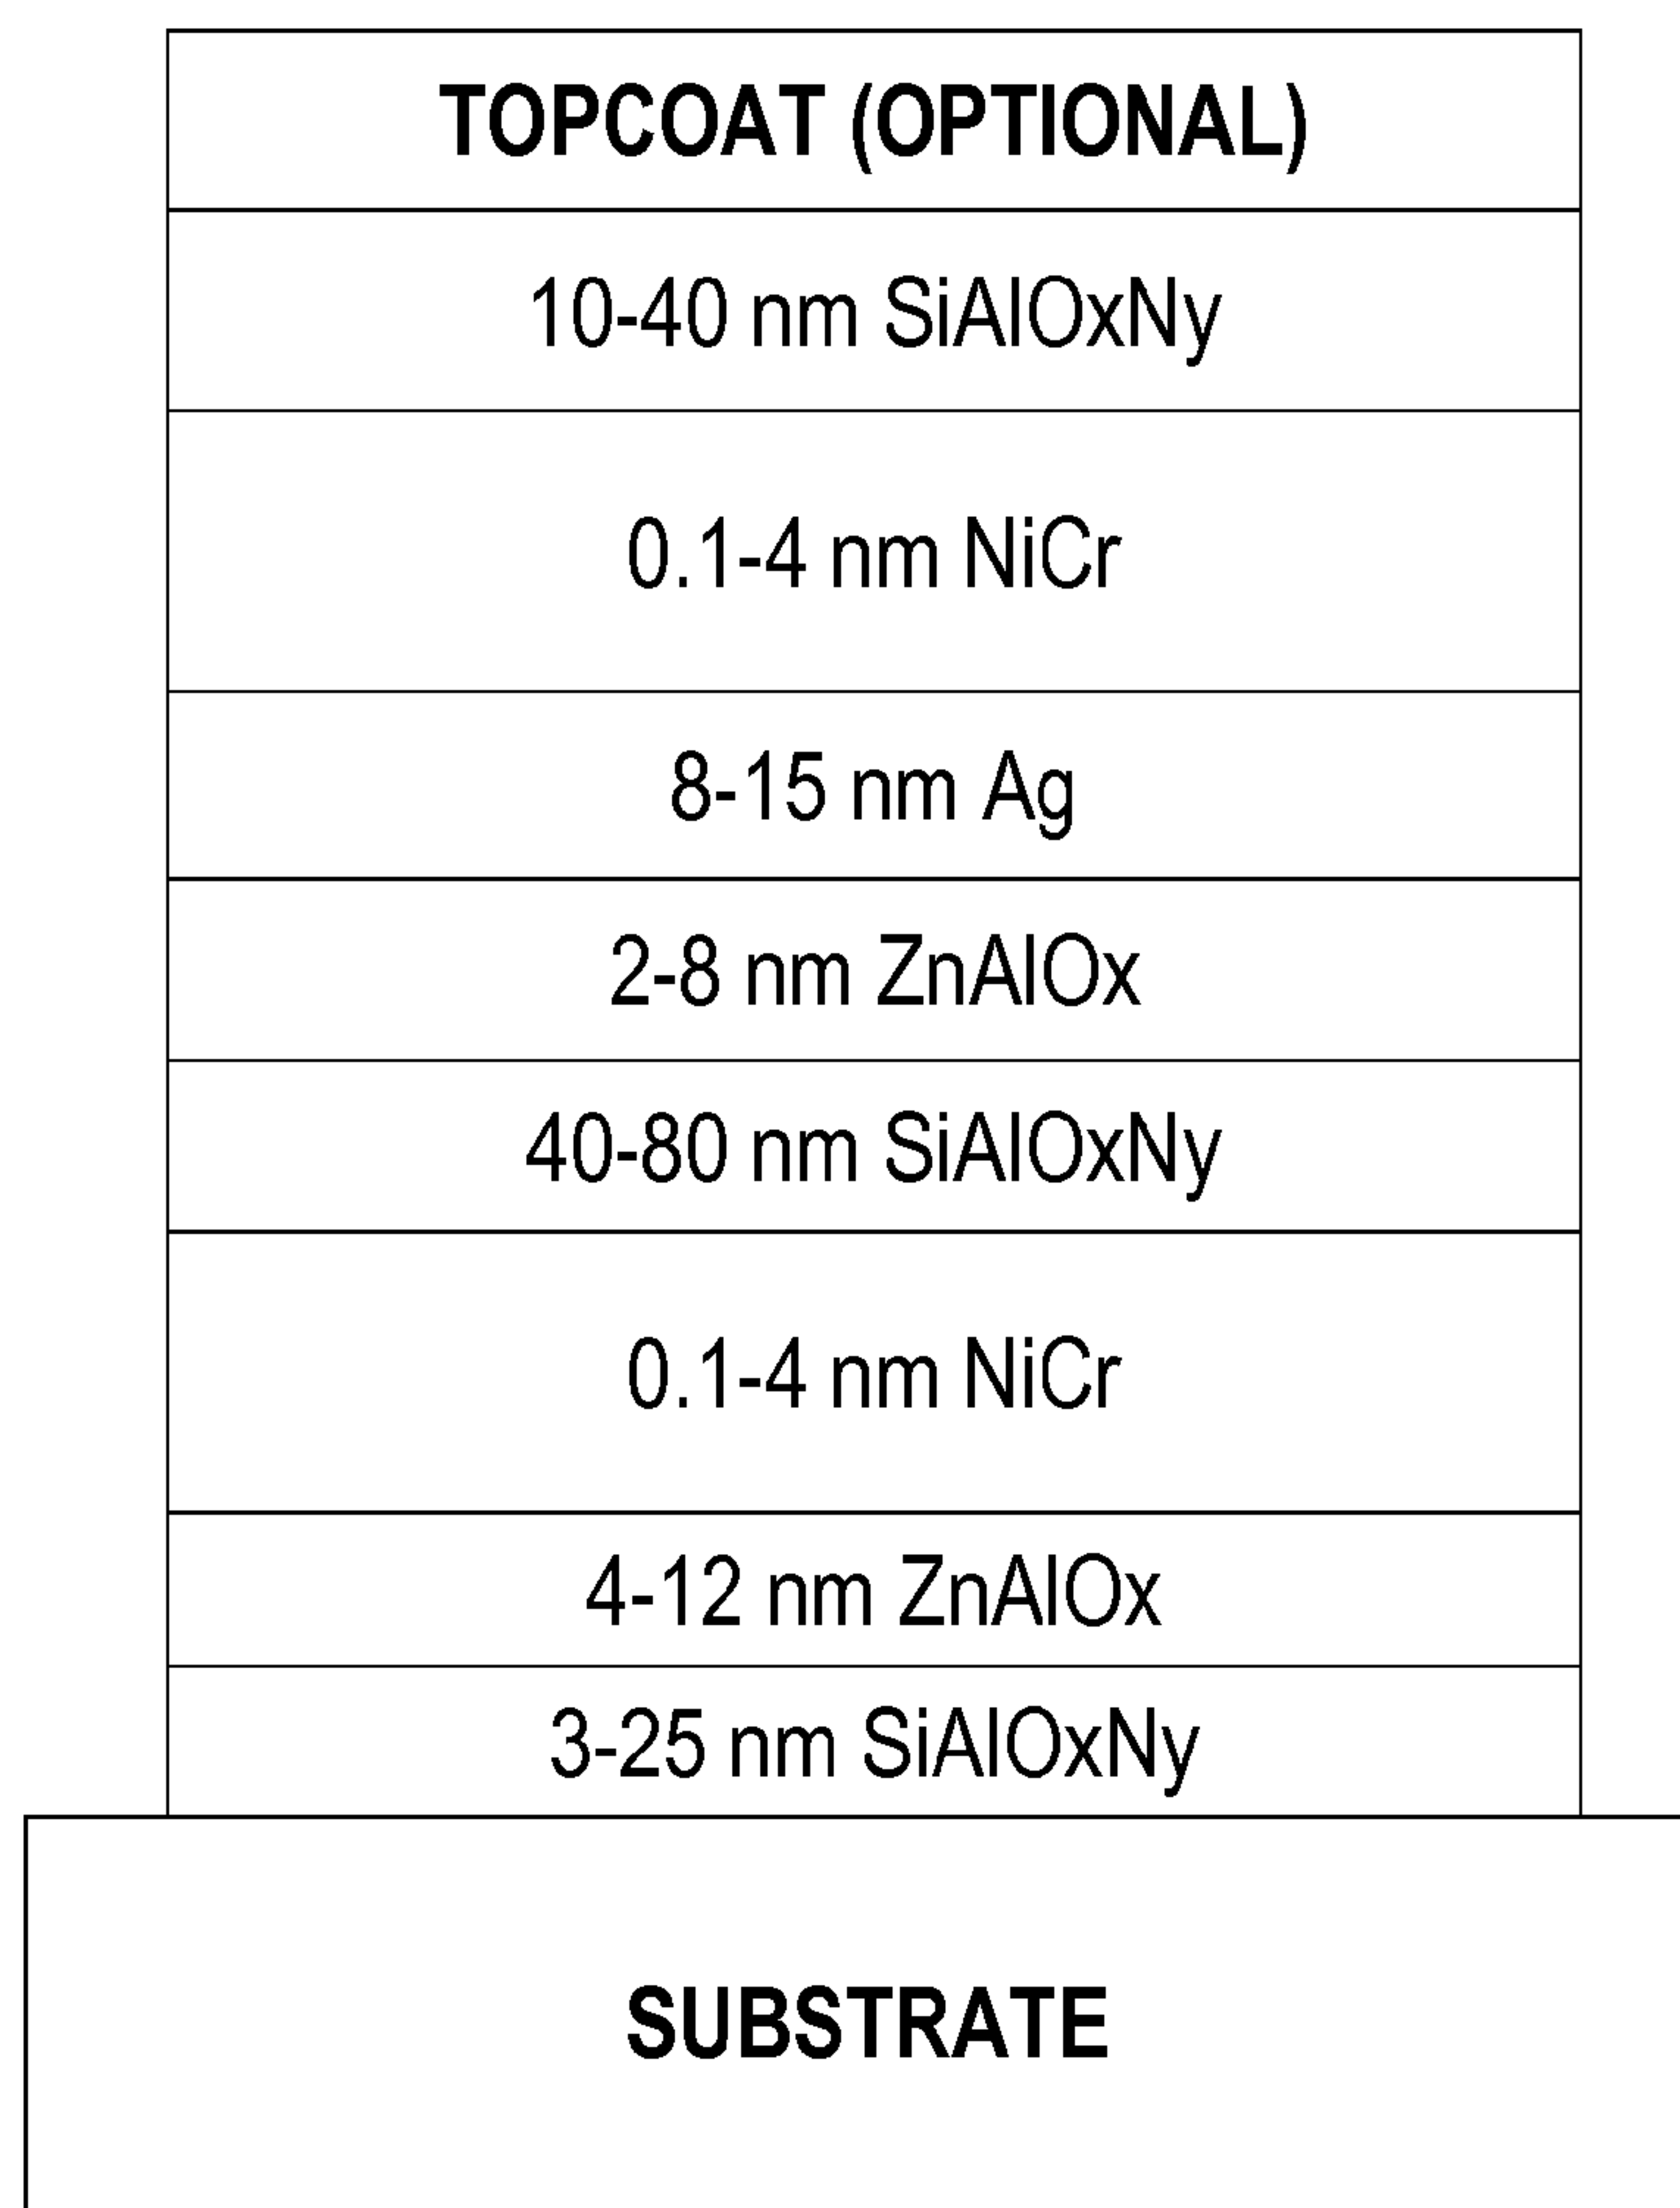 TOPCOAT (OPTIONAL)
10-40 nm SiAlOxNy
0.1-4 nm NiCr
8-15 nm Ag
2-8 nm ZnAlOx
40-80 nm SiAlOxNy
0.1-4 nm NiCr
4-12 nm ZnAlOx
3-25 nm SiAlOxNy
SUBSTRATE